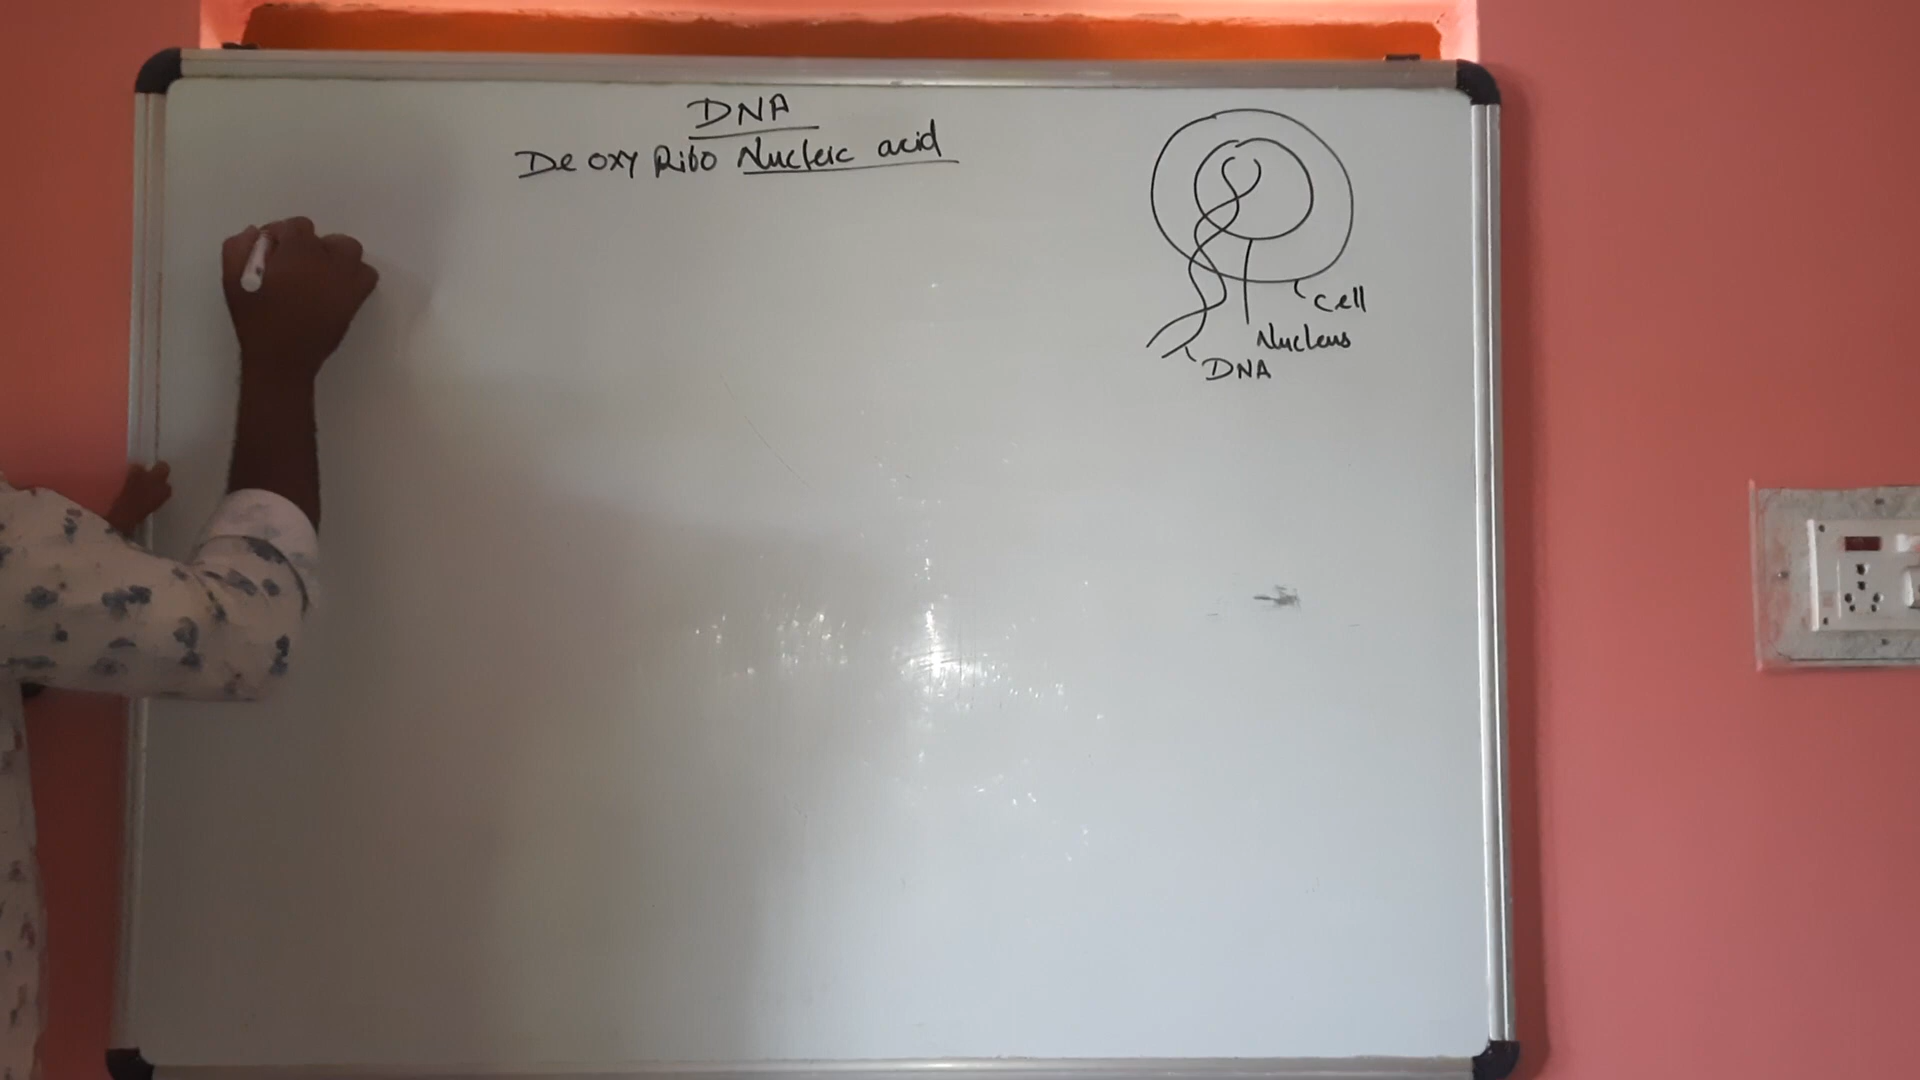 DNA
De oxy Ribo Nucleic acid
Cell
Nucleus
DNA